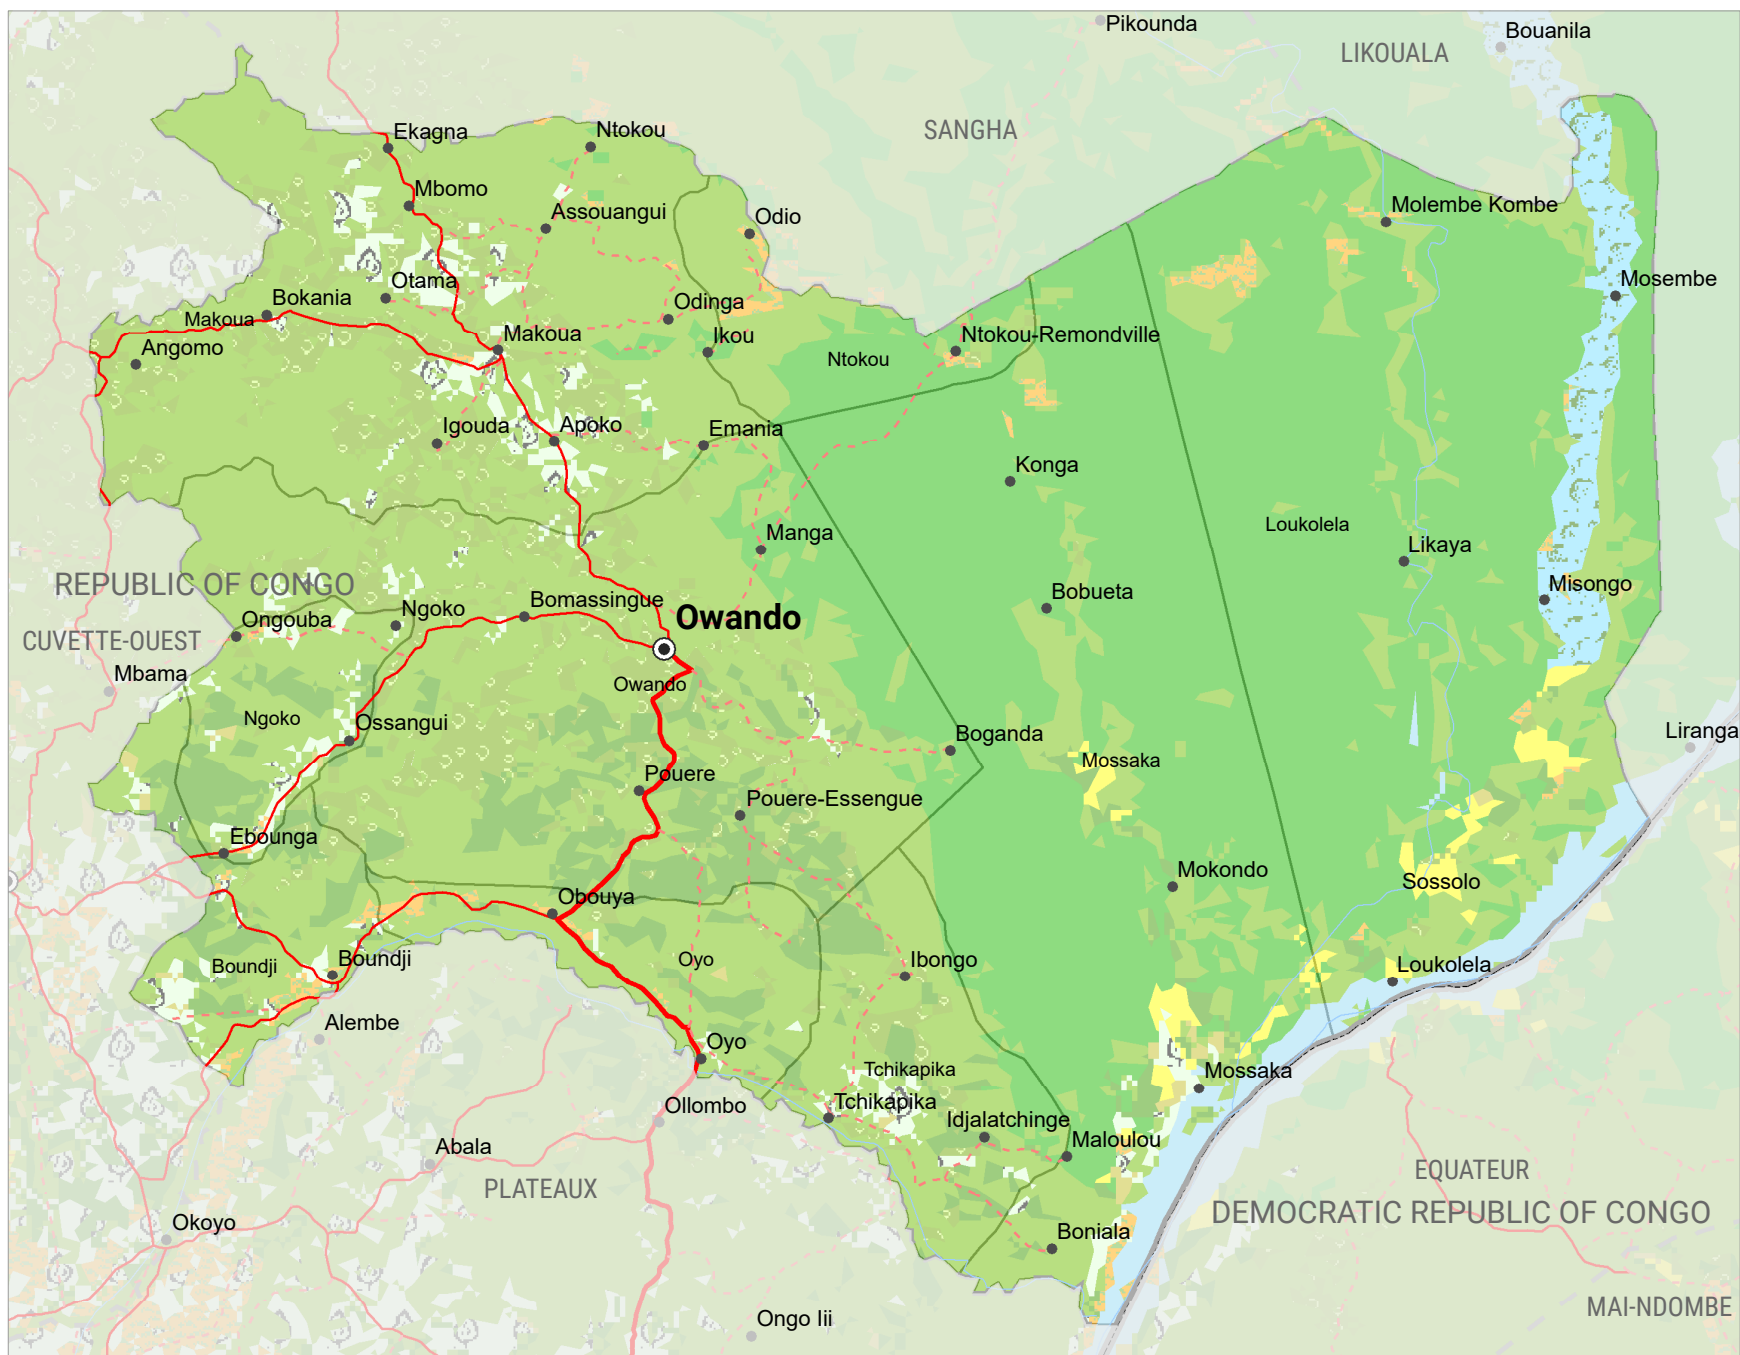 Pikounda
Bouanila
LIKOUALA
SANGHA
Ekagna
Ntokou
Mbomo
Assouangui
Odio
Molembe Kombe
Otama
Mosembe
Bokania
Odinga
Makoua
Makoua
Ikou
Ntokou-Remondville
Angomo
Ntokou
Igouda
Apoko
Emania
Konga
Loukolela
Manga
Likaya
REPUBLIC OF CONGO
Misongo
Bobueta
Bomassingue
Ngoko
Owando
Ongouba
CUVETTE-OUEST
Mbama
Owando
Ngoko
Ossangui
Boganda
Liranga
Mossaka
Pouere
Pouere-Essengue
Ebounga
Mokondo
Sossolo
Obouya
Boundji
Boundji
Oyo
Ibongo
Loukolela
Alembe
Oyo
Tchikapika
Mossaka
Ollombo
Tchikapika
Idjalatchinge
Maloulou
Abala
PLATEAUX
EQUATEUR
DEMOCRATIC REPUBLIC OF CONGO
Okoyo
Boniala
MAI-NDOMBE
Ongo Iii